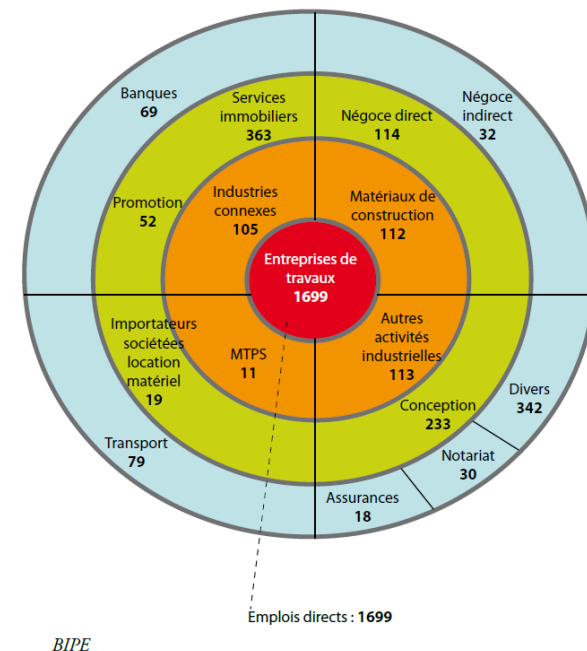 Banques
69
Services
immobiliers
363
Négoce direct
114
Négoce
indirect
32
Promotion
52
Industries
connexes
105
Matériaux de
construction
112
Entreprises de
travaux
1699
Importateurs
sociétées
location
matériel
19
MTPS
11
Autres
activités
industrielles
113
Conception
233
Divers
342
Transport
79
Notariat
30
Assurances
18
Emplois directs : 1699
BIPE